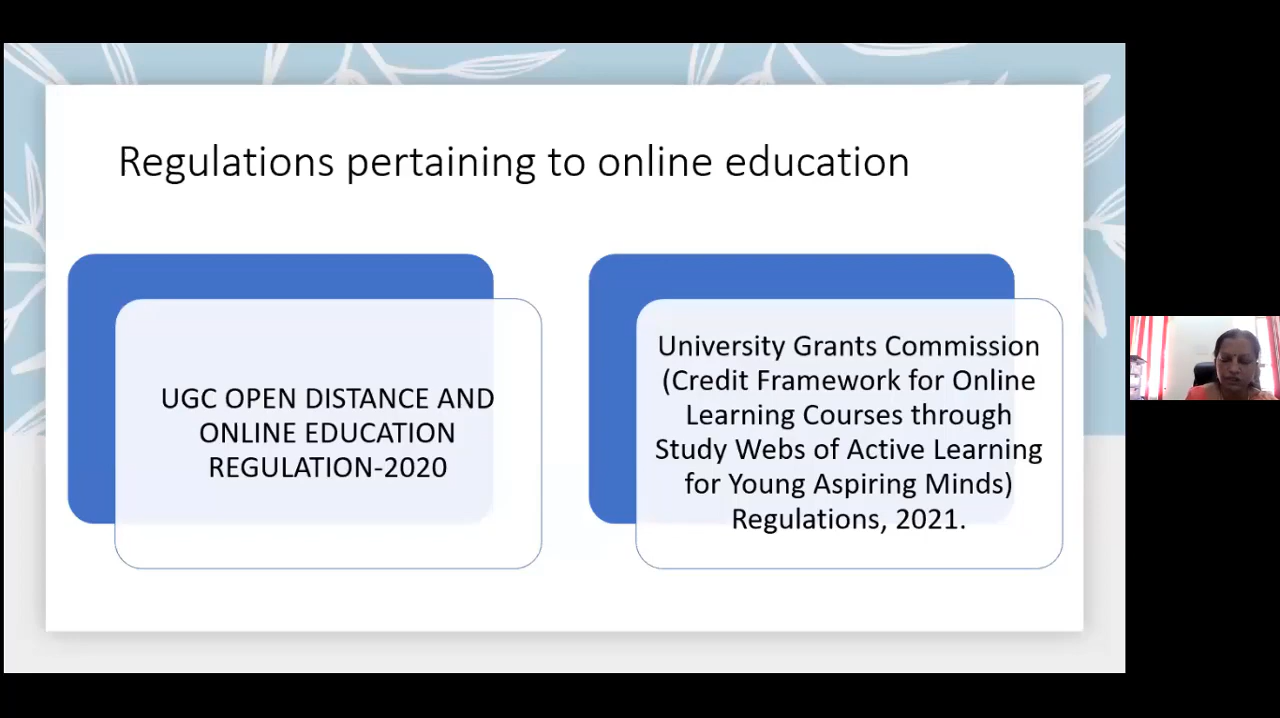 Regulations pertaining to online education
UGC OPEN DISTANCE AND
ONLINE EDUCATION
REGULATION-2020
University Grants Commission
(Credit Framework for Online
Learning Courses through
Study Webs of Active Learning
for Young Aspiring Minds)
Regulations, 2021.